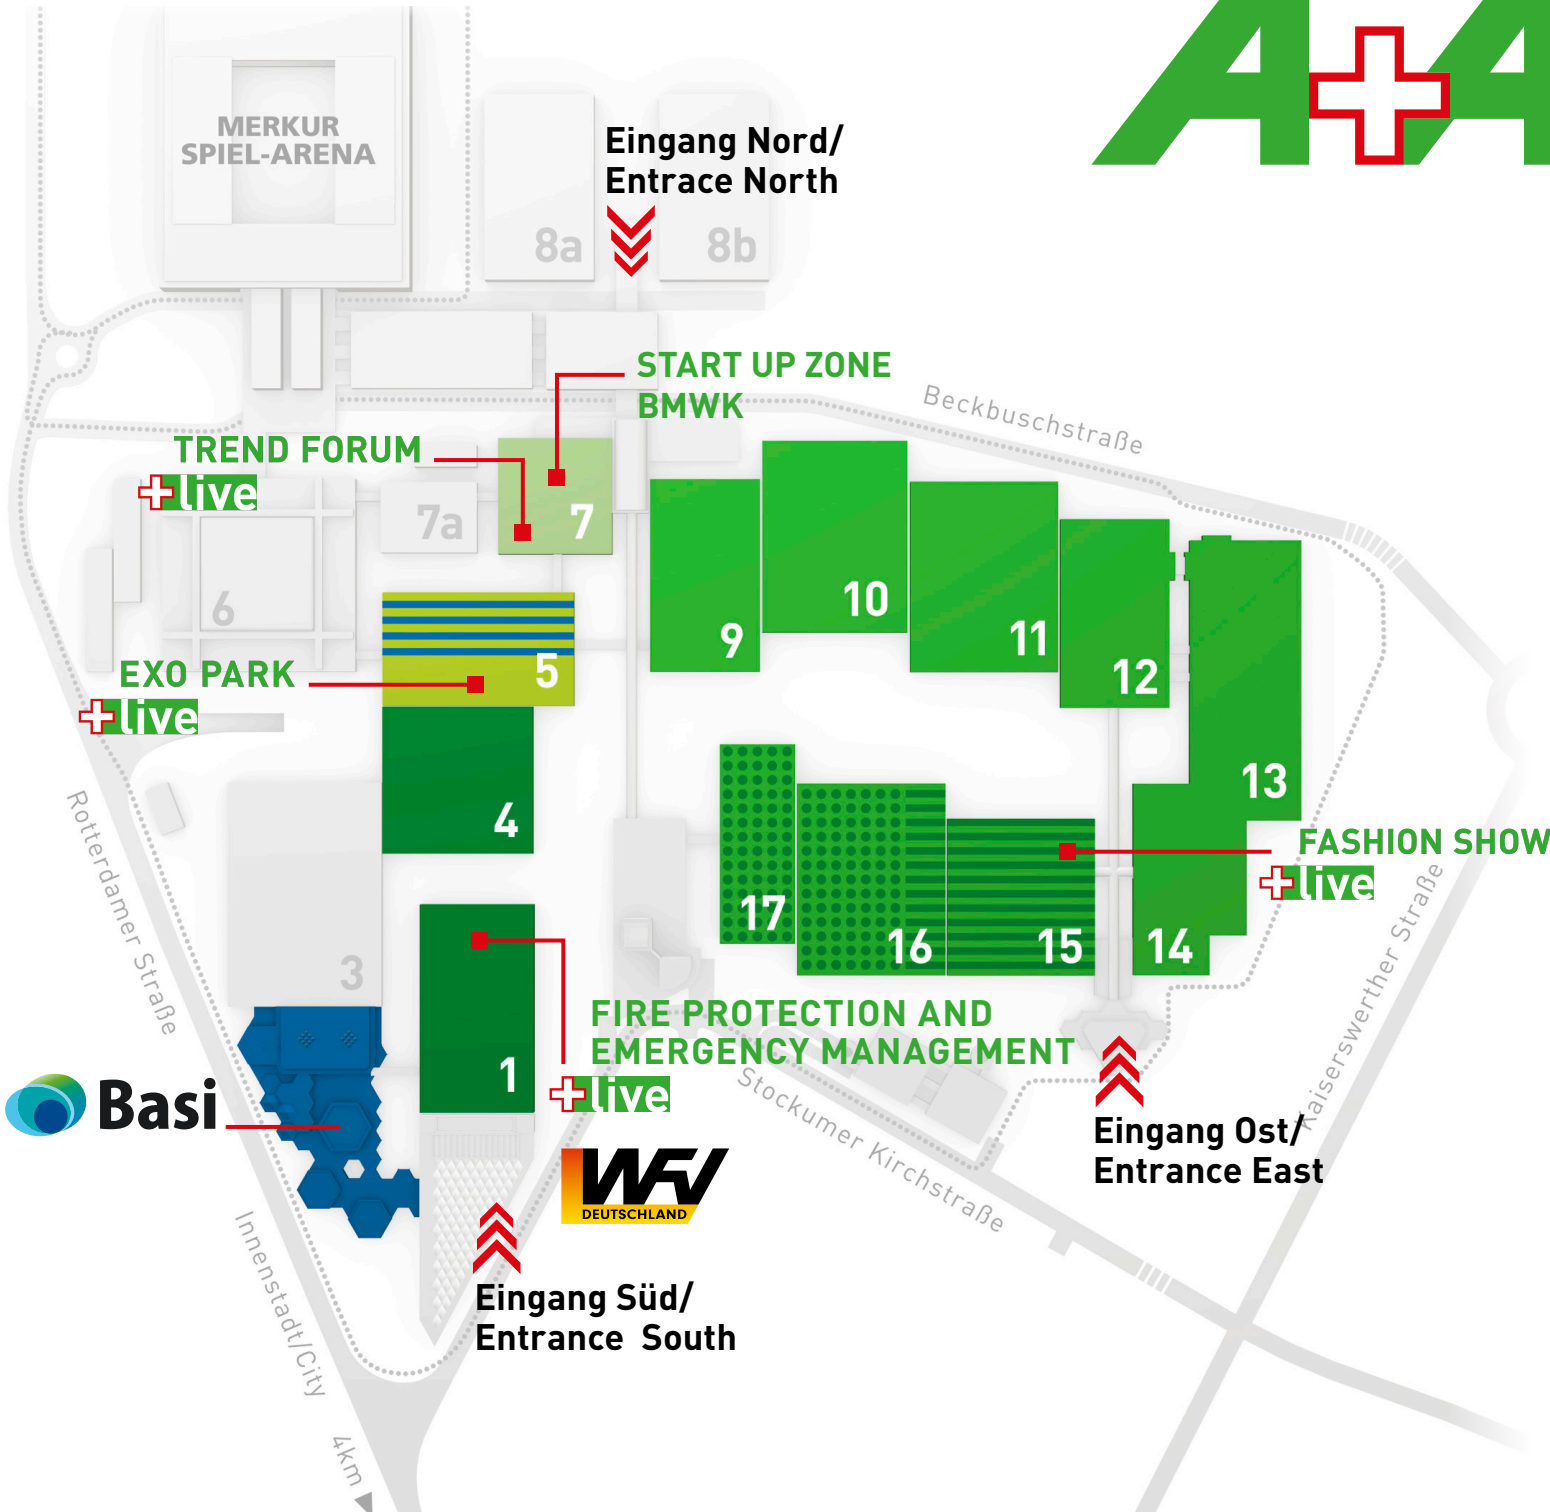 A+A
MERKUR
SPIEL-ARENA
Eingang Nord/
Entrace North
8a
8b
START UP ZONE
BMWK
Beckbuschstraße
TREND FORUM
+live
7a
7
6
9
10
11
12
5
EXO PARK
+live
4
13
Rotterdamer Straße
FASHION SHOW
+live
17
16
15
14
3
Kaiserswerther Straße
FIRE PROTECTION AND
EMERGENCY MANAGEMENT
+live
1
Basi
Stockumer Kirchstraße
Eingang Ost/
Entrance East
WFV
DEUTSCHLAND
Innenstadt/City
Eingang Süd/
Entrance South
4km